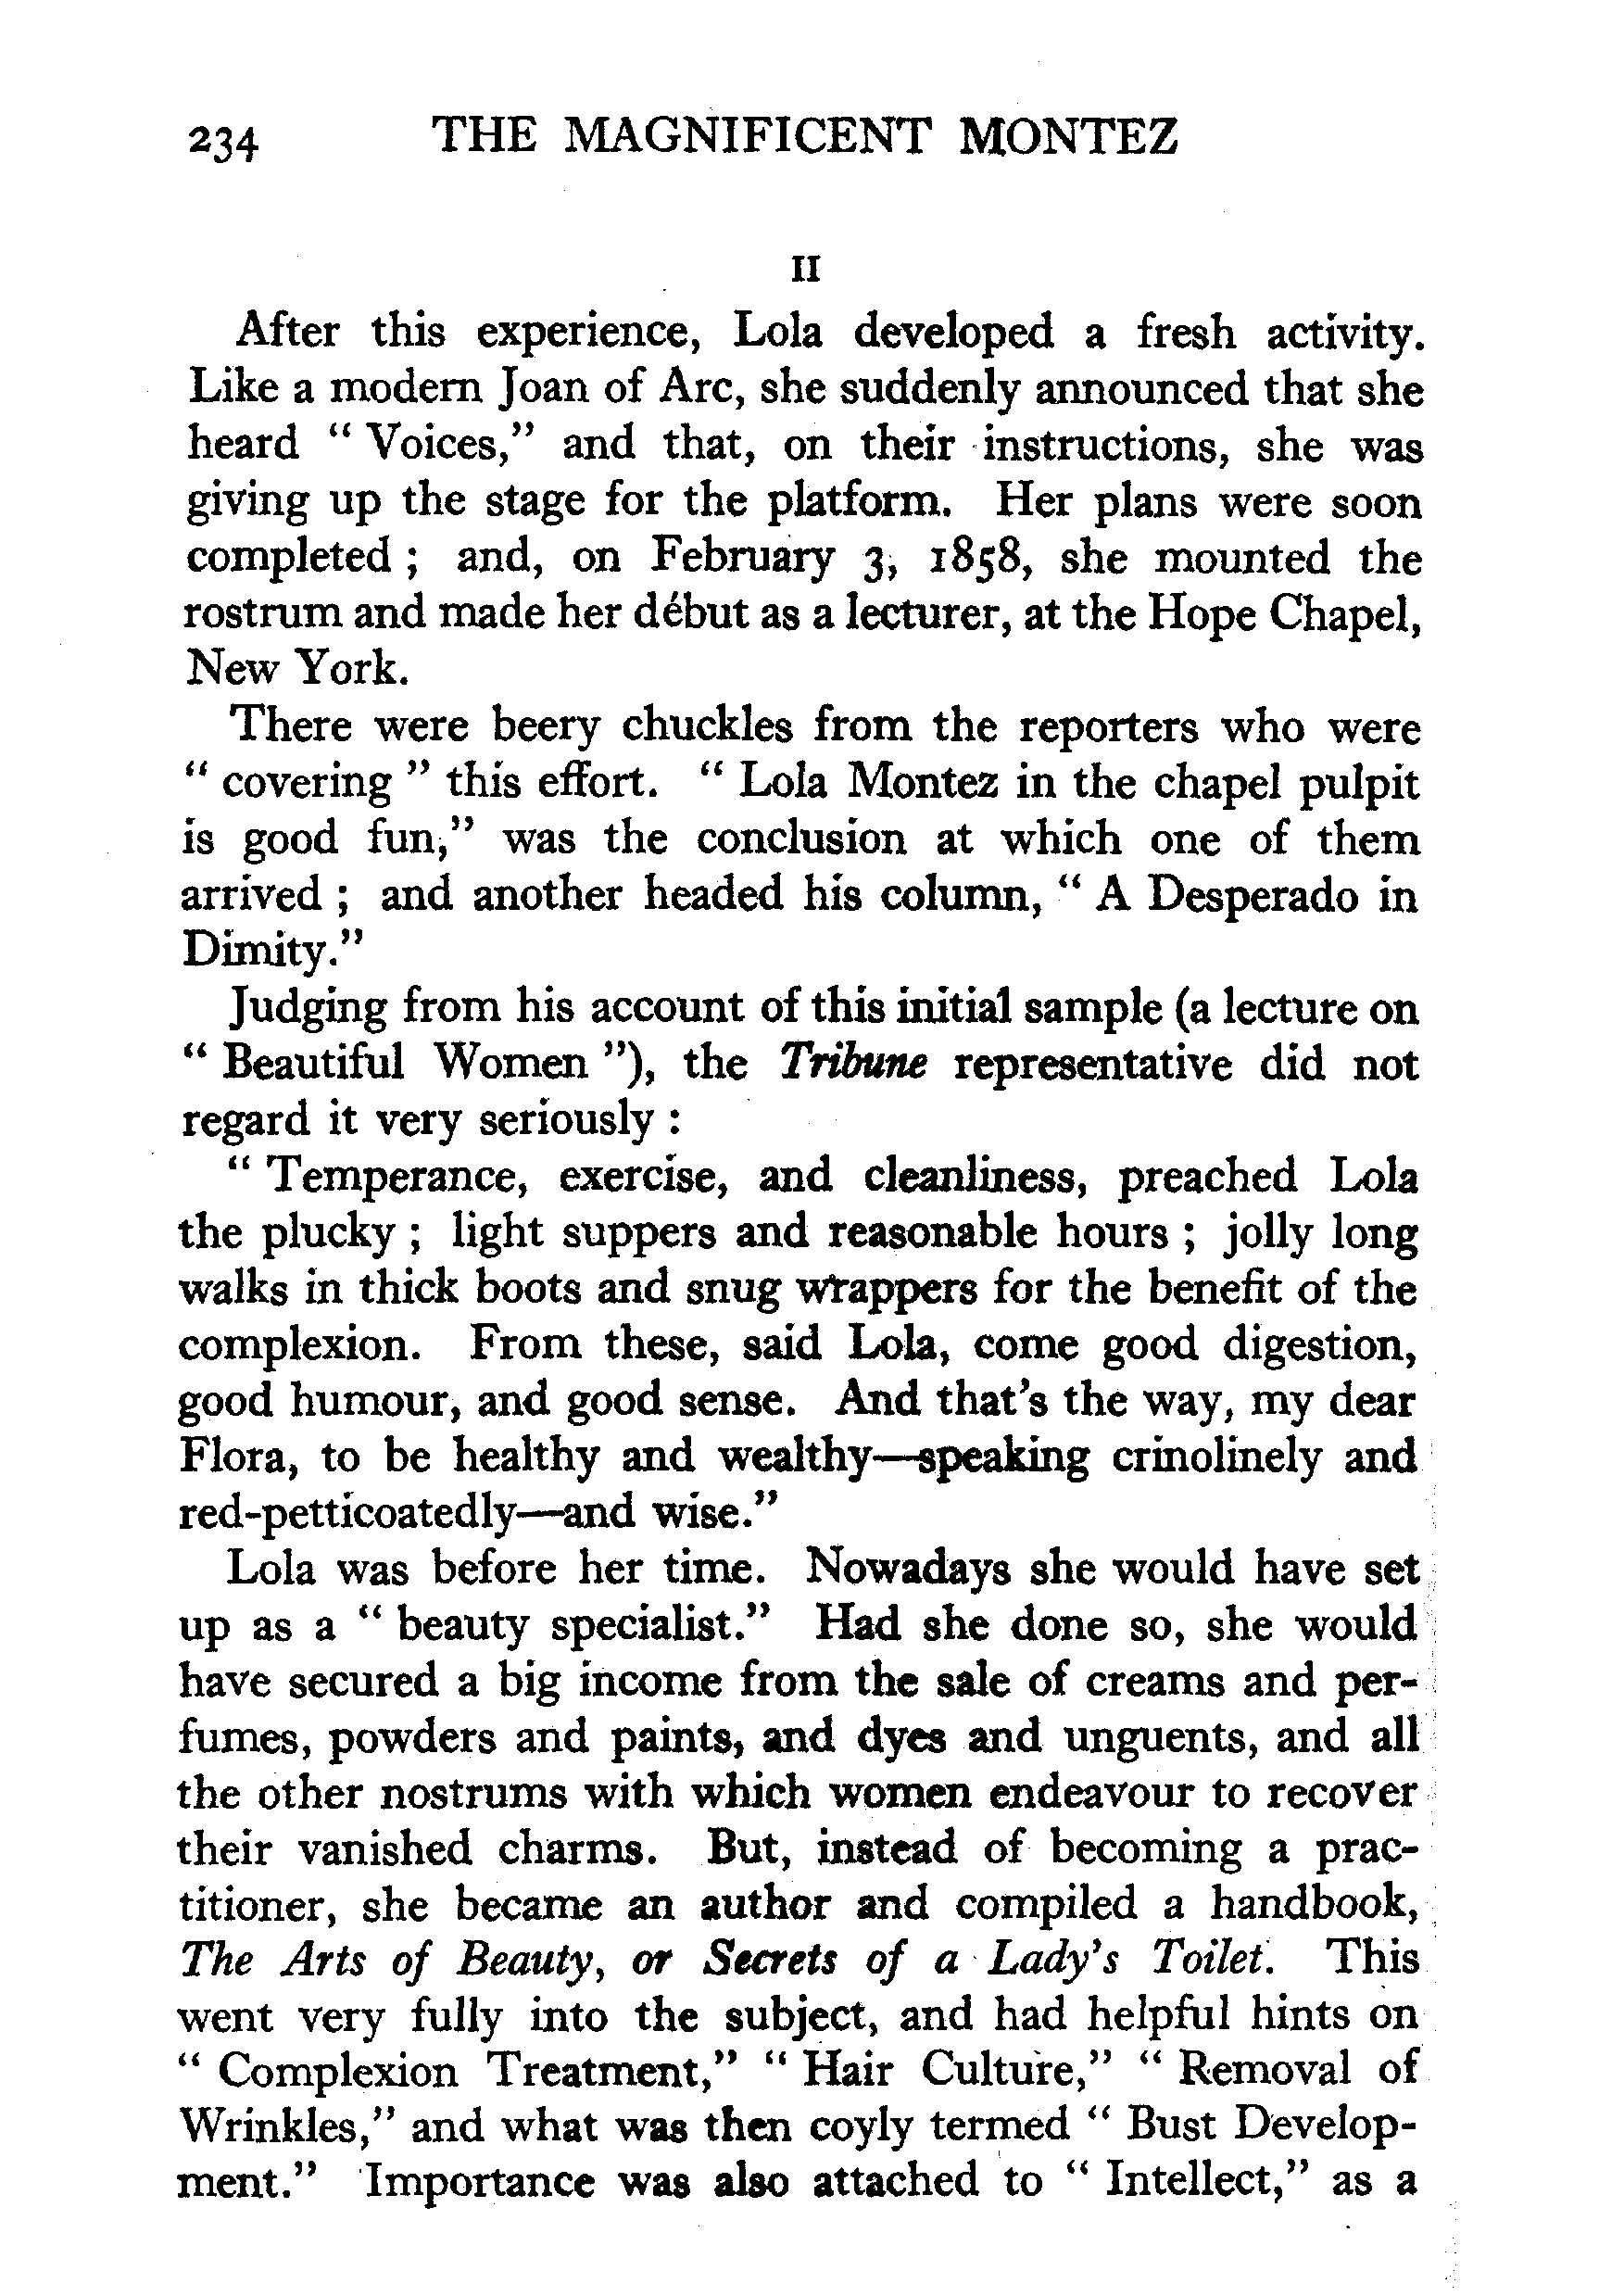 234 THE MAGNIFICENT MONTEZ
II
After this experience, Lola developed a fresh activity.
Like a modern Joan of Arc, she suddenly announced that she
heard " Voices," and that, on their instructions, she was
giving up the stage for the platform. Her plans were soon
completed ; and, on February 3, 1858, she mounted the
rostrum and made her début as a lecturer, at the Hope Chapel,
New York.
There were beery chuckles from the reporters who were
" covering " this effort. " Lola Montez in the chapel pulpit
is good fun," was the conclusion at which one of them
arrived ; and another headed his column, " A Desperado in
Dimity."
Judging from his account of this initial sample (a lecture on
" Beautiful Women "), the Tribune representative did not
regard it very seriously :
" Temperance, exercise, and cleanliness, preached Lola
the plucky ; light suppers and reasonable hours ; jolly long
walks in thick boots and snug wrappers for the benefit of the
complexion. From these, said Lola, come good digestion,
good humour, and good sense. And that's the way, my dear
Flora, to be healthy and wealthy—speaking crinolinely and
red-petticoatedly—and wise."
Lola was before her time. Nowadays she would have set
up as a " beauty specialist." Had she done so, she would
have secured a big income from the sale of creams and per-
fumes, powders and paints, and dyes and unguents, and all
the other nostrums with which women endeavour to recover
their vanished charms. But, instead of becoming a prac-
titioner, she became an author and compiled a handbook,
The Arts of Beauty, or Secrets of a Lady's Toilet. This
went very fully into the subject, and had helpful hints on
" Complexion Treatment," " Hair Culture," " Removal of
Wrinkles," and what was then coyly termed " Bust Develop-
ment." Importance was also attached to " Intellect," as a